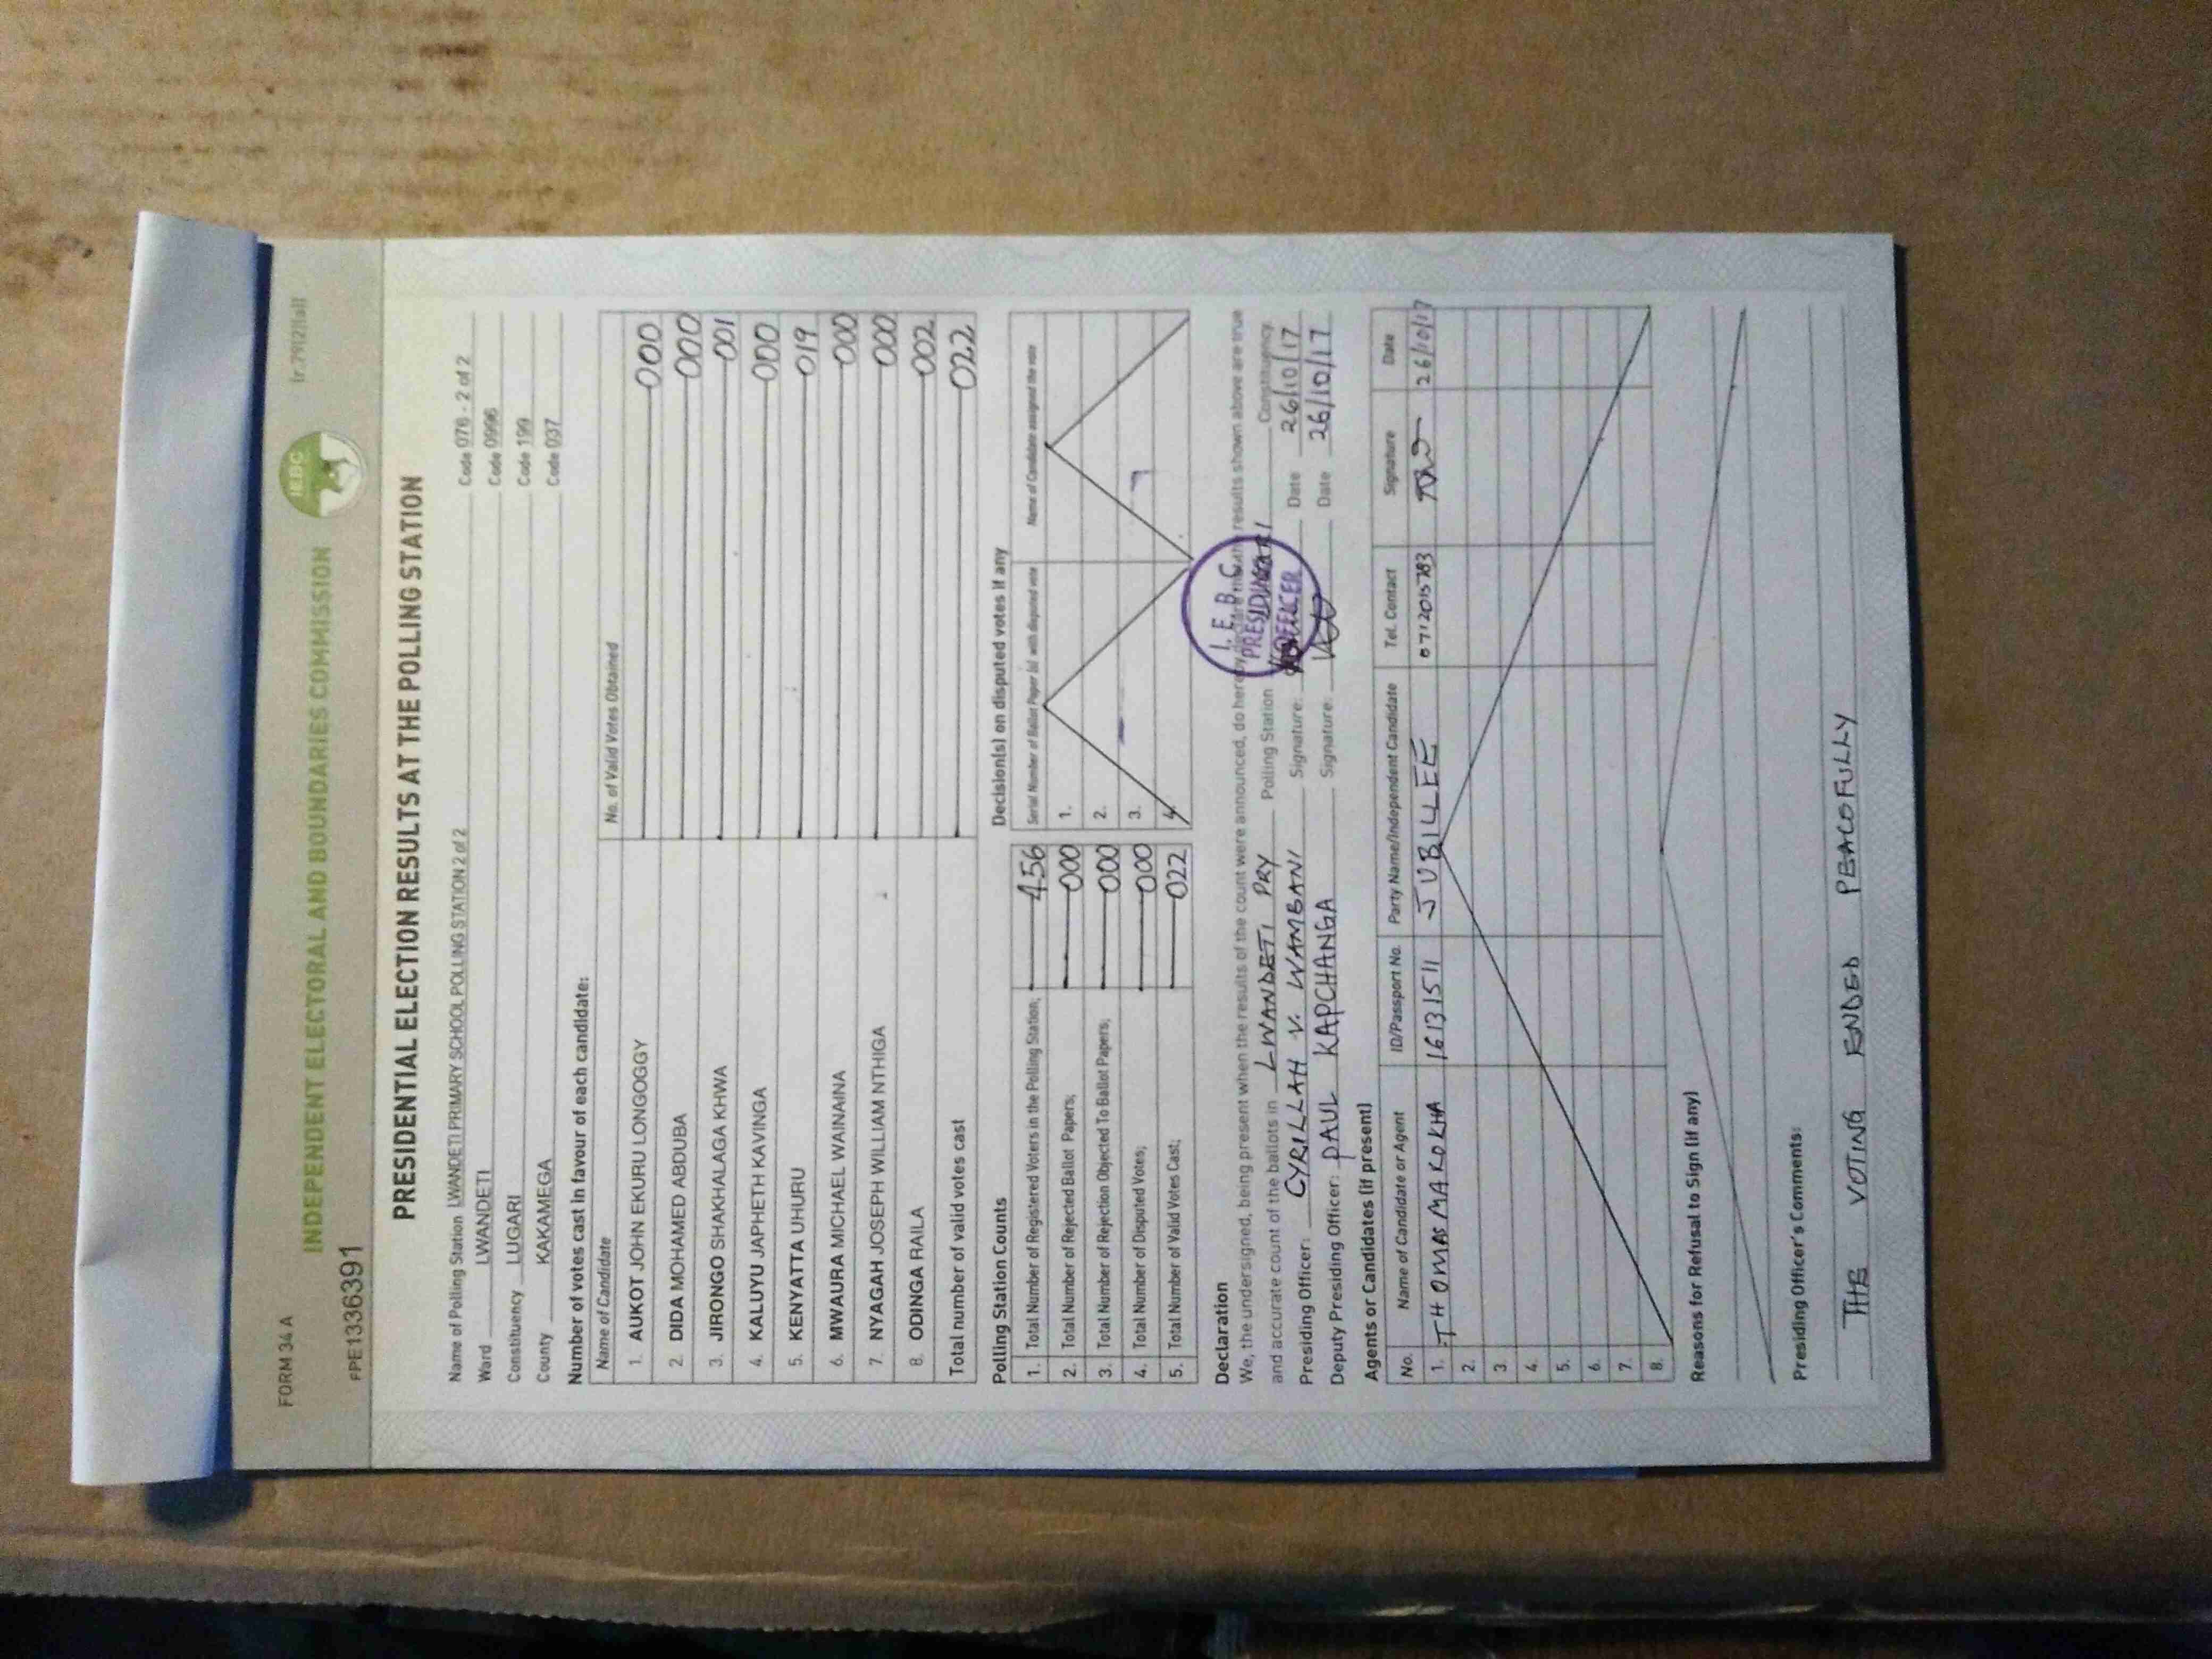 FORM 34 A
INDEPENDENT ELECTORAL AND BOUNDARIES COMMISSION
IEBC
FPE1336391
PRESIDENTIAL ELECTION RESULTS AT THE POLLING STATION
Name of Polling Station LWANDETI PRIMARY SCHOOL POLLING STATION 2 of 2 Code 076 - 2 of 2
Ward LWANDETI Code 0996
Constituency LUGARI Code 199
County KAKAMEGA Code 037
Number of votes cast in favour of each candidate:
Name of Candidate No. of Valid Votes Obtained
1. AUKOT JOHN EKURU LONGOGGY 000
2. DIDA MOHAMED ABDUBA 000
3. JIRONGO SHAKHALAGA KHWA 001
4. KALUYU JAPHETH KAVINGA 000
5. KENYATTA UHURU 019
6. MWAURA MICHAEL WAINAINA 000
7. NYAGAH JOSEPH WILLIAM NTHIGA 000
8. ODINGA RAILA 002
Total number of valid votes cast 022
Polling Station Counts Decision(s) on disputed votes if any
Serial Number of Ballot Paper (s) with disputed vote Name of Candidate assigned the vote
1. Total Number of Registered Voters in the Polling Station; 456 1.
2. Total Number of Rejected Ballot Papers; 000 2.
3. Total Number of Rejection Objected To Ballot Papers; 000 3.
4. Total Number of Disputed Votes; 000 4.
5. Total Number of Valid Votes Cast; 022
Declaration
We, the undersigned, being present when the results of the count were announced, do hereby declare that the results shown above are true
and accurate count of the ballots in LWANDETI PRY Polling Station Constituency.
I.E.B.C
PRESIDING
OFFICER
Presiding Officer: CYRILLAH V. WAMBANI Signature: Date 26/10/17
Deputy Presiding Officer: PAUL KAPCHANGA Signature: Date 26/10/17
Agents or Candidates (if present)
No. Name of Candidate or Agent ID/Passport No. Party Name/Independent Candidate Tel. Contact Signature Date
1. THOMAS MAKOKHA 16131511 JUBILEE 0712015783 26/10/17
2.
3.
4.
5.
6.
7.
8.
Reasons for Refusal to Sign (if any)
Presiding Officer's Comments:
THE VOTING ENDED PEACOFULLY